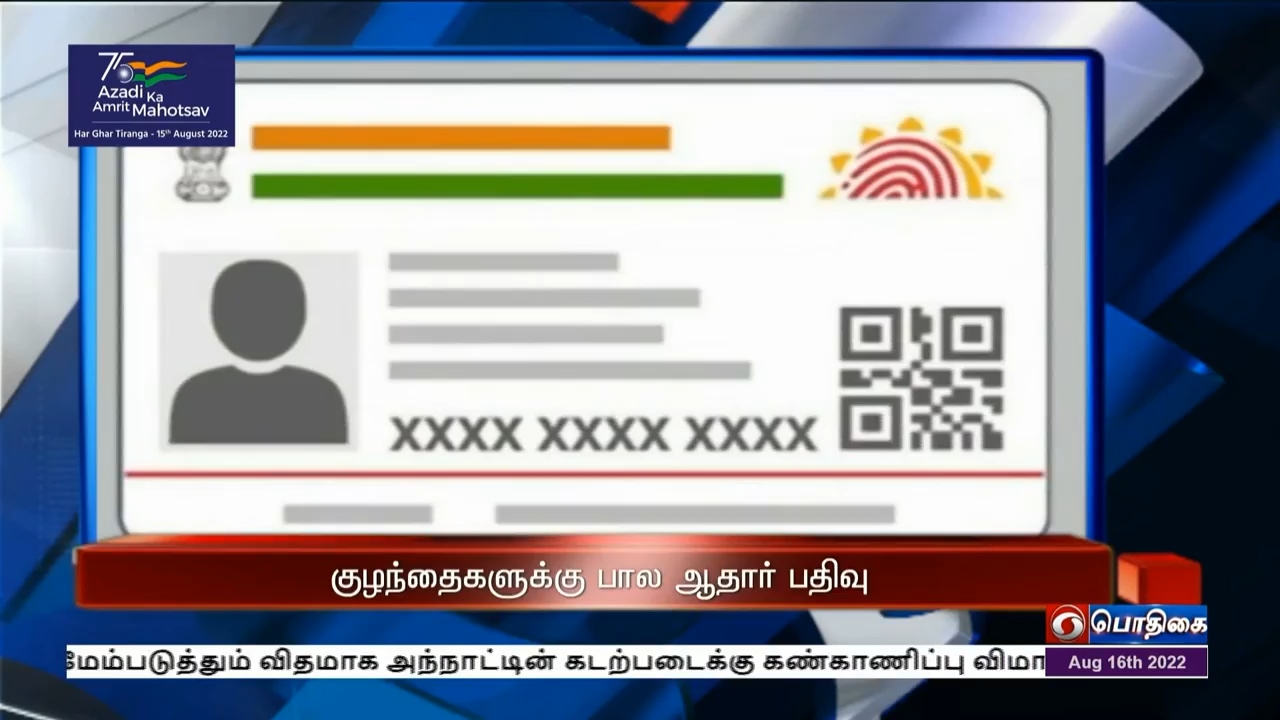 75
Azadi Ka
Amrit Mahotsav
Har Ghar Tiranga - 15th August 2022
XXXX XXXX XXXX
குழந்தைகளுக்கு பால ஆதார் பதிவு
பொதிகை
மேம்படுத்தும் விதமாக அந்நாட்டின் கடற்படைக்கு கண்காணிப்பு விமா
Aug 16th 2022